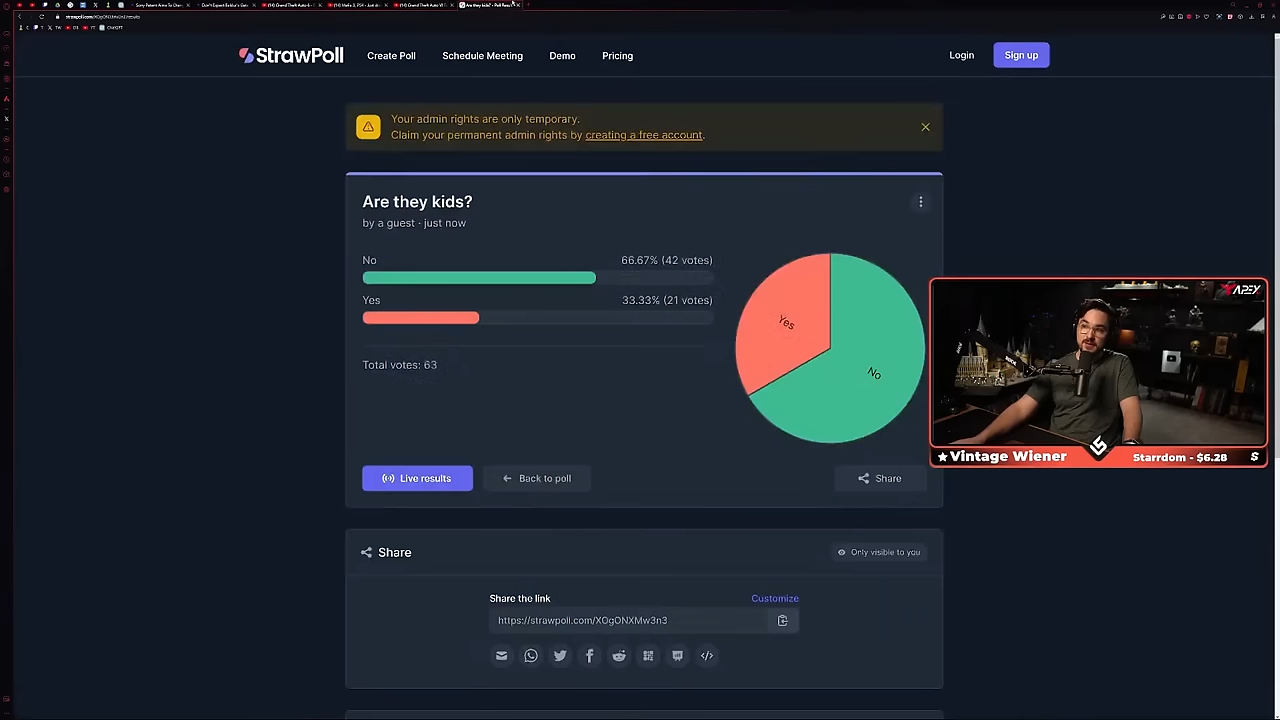 StrawPoll
Create Poll
Schedule Meeting
Demo
Pricing
Login
Sign up
Your admin rights are only temporary.
Claim your permanent admin rights by creating a free account.
Are they kids?
by a guest · just now
No
66.67% (42 votes)
Yes
33.33% (21 votes)
Total votes: 63
Yes
No
APEY
Vintage Wiener
Starrdom - $6.28
Live results
Back to poll
Share
Share
Only visible to you
Share the link
Customize
https://strawpoll.com/XOgONXMw3n3